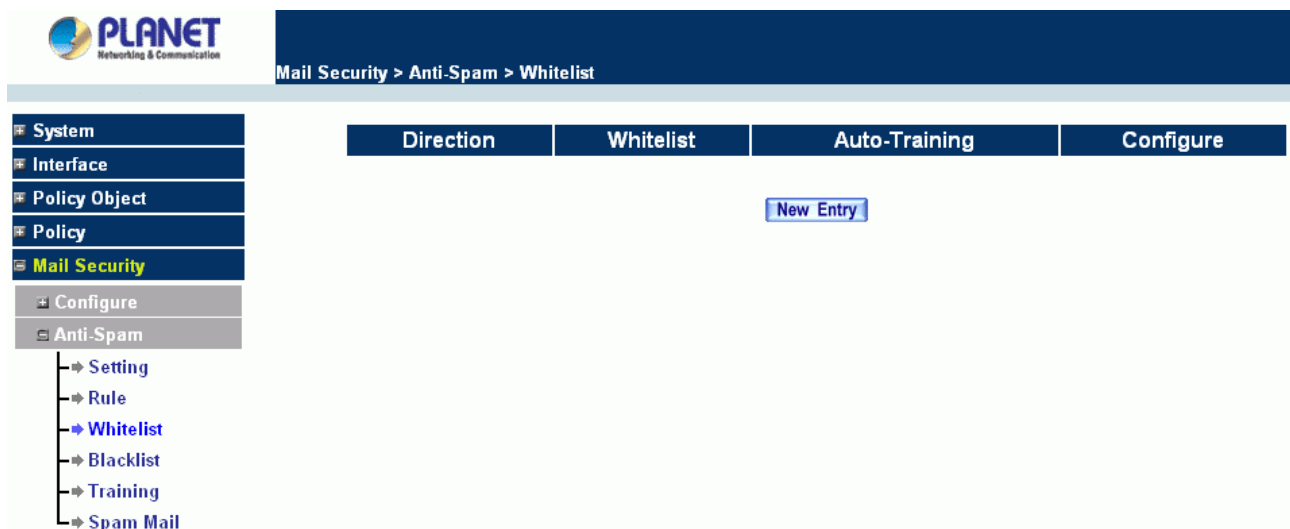 PLANET
Networking & Communication
Mail Security > Anti-Spam > Whitelist
System
Interface
Policy Object
Policy
Mail Security
Configure
Anti-Spam
Setting
Rule
Whitelist
Blacklist
Training
Spam Mail
Direction Whitelist Auto-Training Configure
New Entry